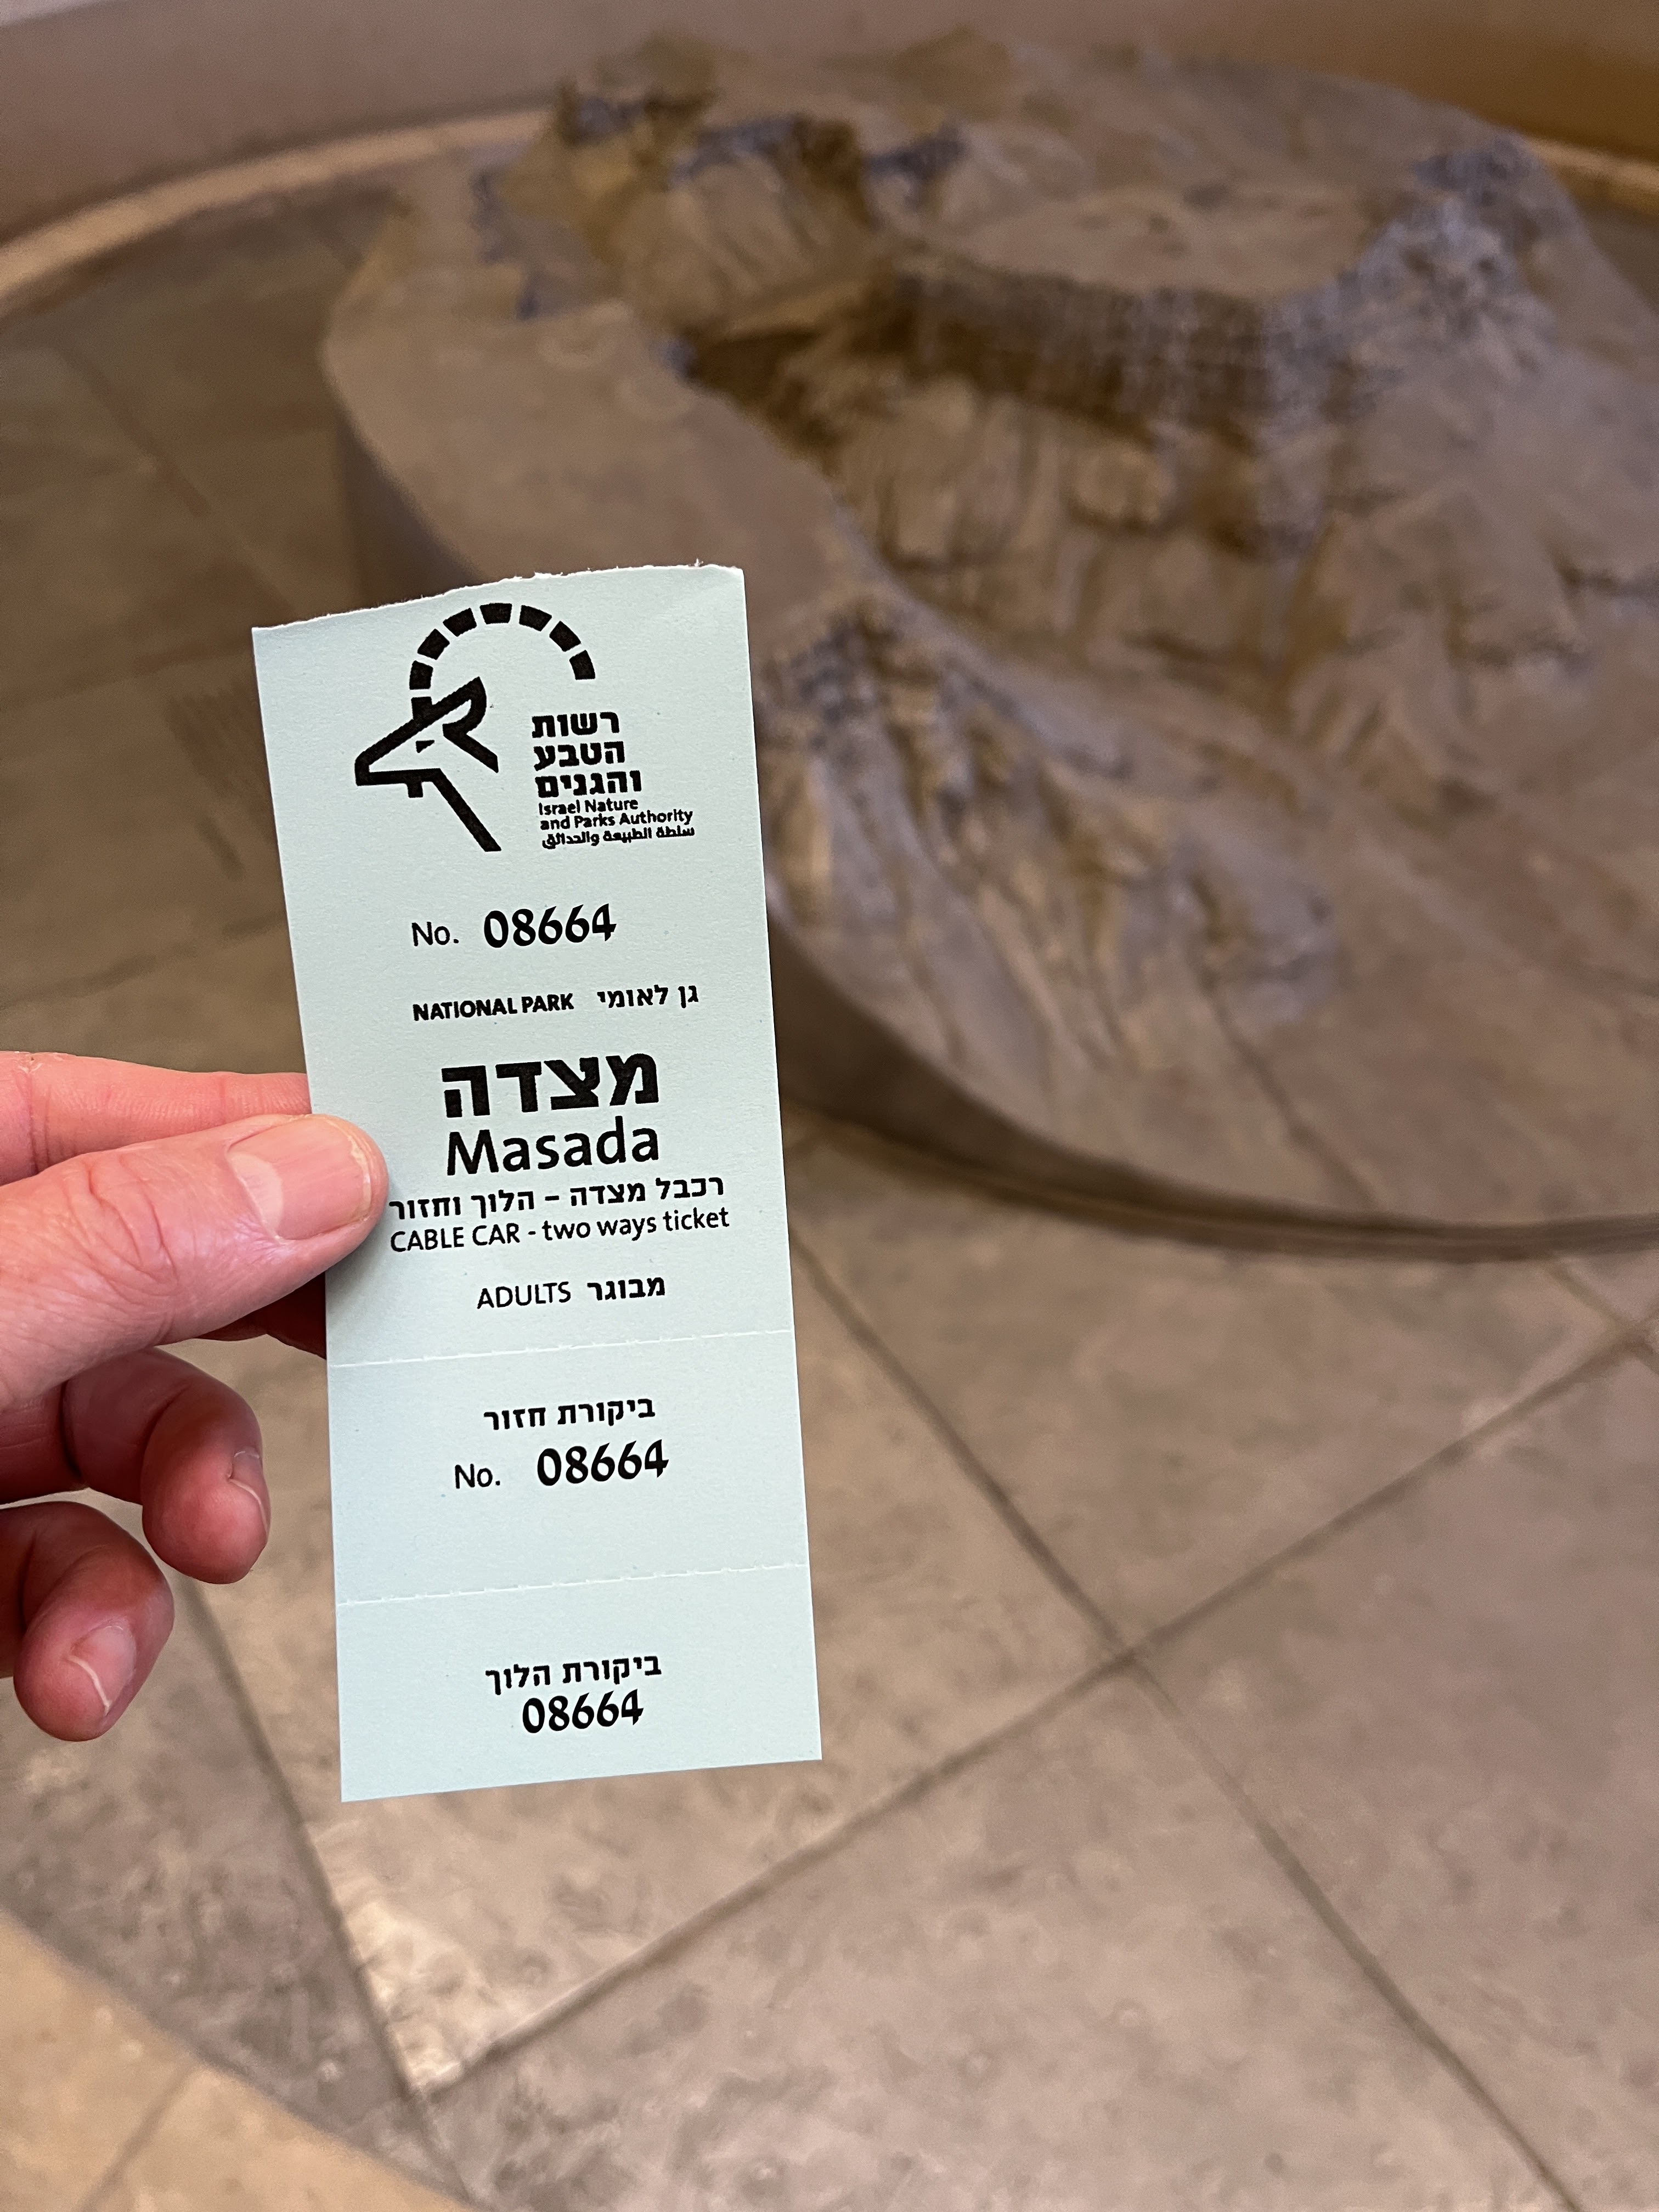 רשות
הטבע
והגנים
Israel Nature
and Parks Authority
سلطة الطبيعة والحدائق
No. 08664
NATIONAL PARK גן לאומי
מצדה
Masada
רכבל מצדה - הלוך וחזור
CABLE CAR - two ways ticket
ADULTS מבוגר
ביקורת חזור
No. 08664
ביקורת הלוך
08664